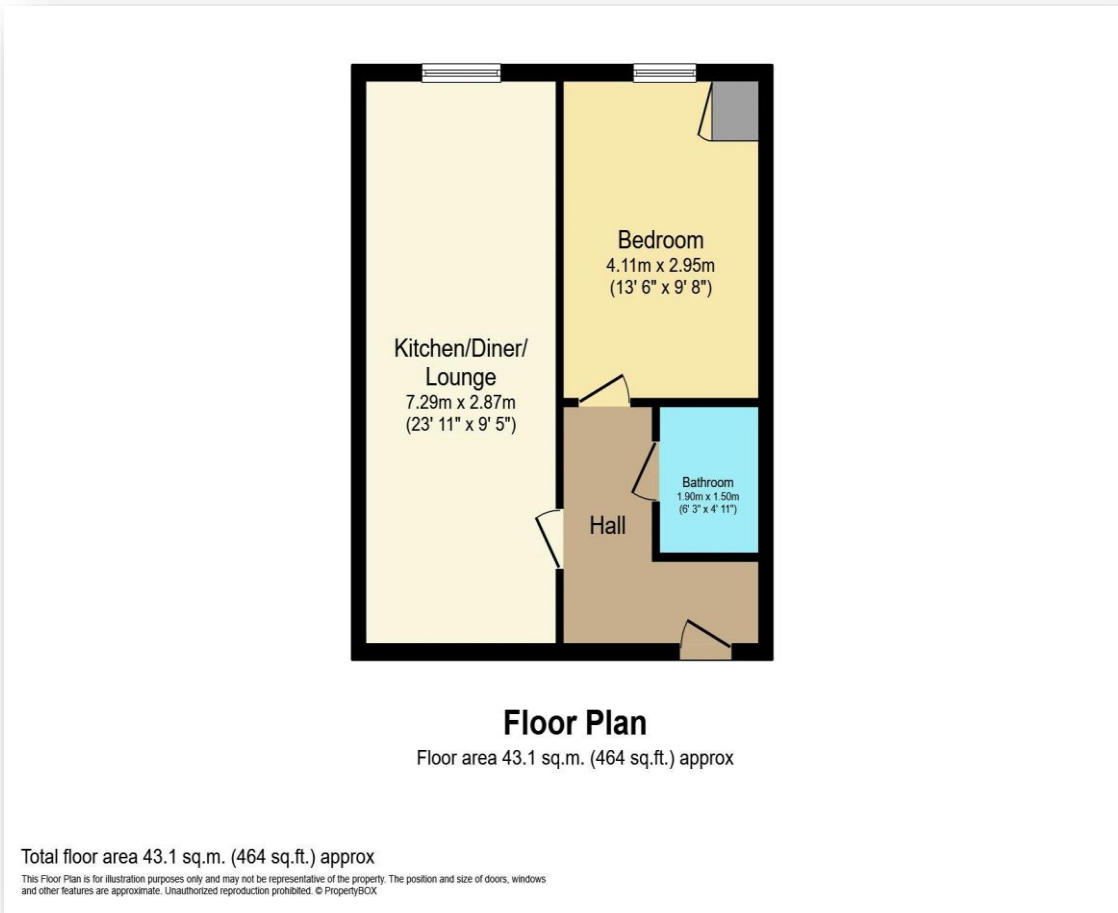 Bedroom
4.11m x 2.95m
(13' 6" x 9' 8")
Kitchen/Diner/
Lounge
7.29m x 2.87m
(23' 11" x 9' 5")
Bathroom
1.90m x 1.50m
(6' 3" x 4' 11")
Hall
Floor Plan
Floor area 43.1 sq.m. (464 sq.ft.) approx
Total floor area 43.1 sq.m. (464 sq.ft.) approx
This Floor Plan is for illustration purposes only and may not be representative of the property. The position and size of doors, windows
and other features are approximate. Unauthorized reproduction prohibited. © PropertyBOX